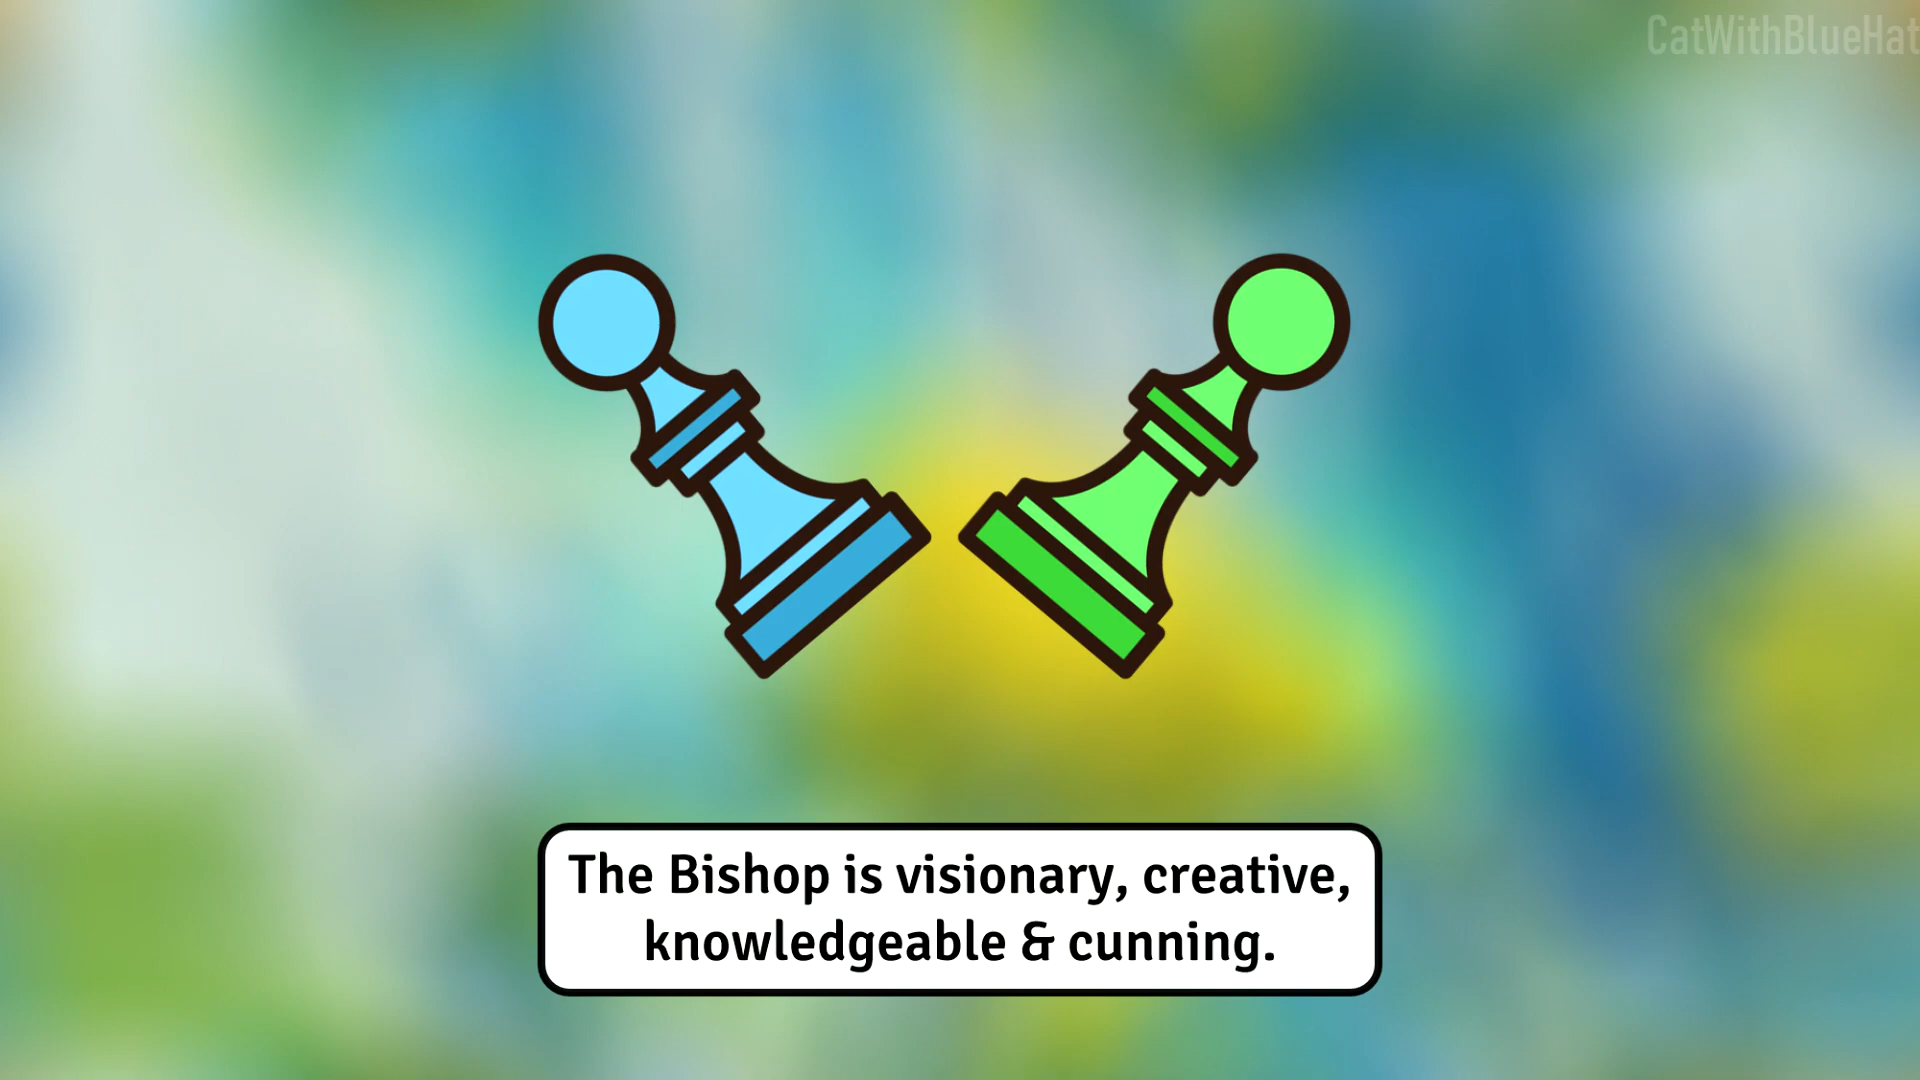 CatWithBlueHat
The Bishop is visionary, creative,
knowledgeable & cunning.